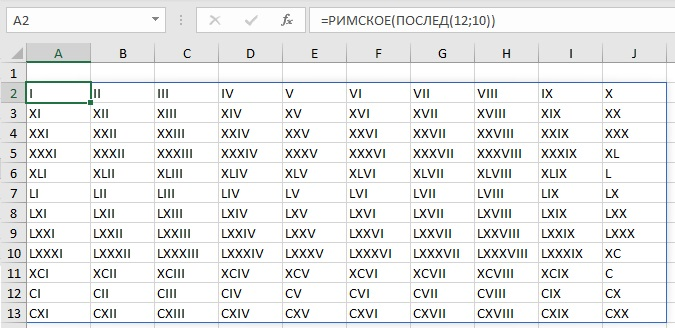 A2 fx =РИМСКОЕ(ПОСЛЕД(12;10))
A B C D E F G H I J
1
2 I II III IV V VI VII VIII IX X
3 XI XII XIII XIV XV XVI XVII XVIII XIX XX
4 XXI XXII XXIII XXIV XXV XXVI XXVII XXVIII XXIX XXX
5 XXXI XXXII XXXIII XXXIV XXXV XXXVI XXXVII XXXVIII XXXIX XL
6 XLI XLII XLIII XLIV XLV XLVI XLVII XLVIII XLIX L
7 LI LII LIII LIV LV LVI LVII LVIII LIX LX
8 LXI LXII LXIII LXIV LXV LXVI LXVII LXVIII LXIX LXX
9 LXXI LXXII LXXIII LXXIV LXXV LXXVI LXXVII LXXVIII LXXIX LXXX
10 LXXXI LXXXII LXXXIII LXXXIV LXXXV LXXXVI LXXXVII LXXXVIII LXXXIX XC
11 XCI XCII XCIII XCIV XCV XCVI XCVII XCVIII XCIX C
12 CI CII CIII CIV CV CVI CVII CVIII CIX CX
13 CXI CXII CXIII CXIV CXV CXVI CXVII CXVIII CXIX CXX